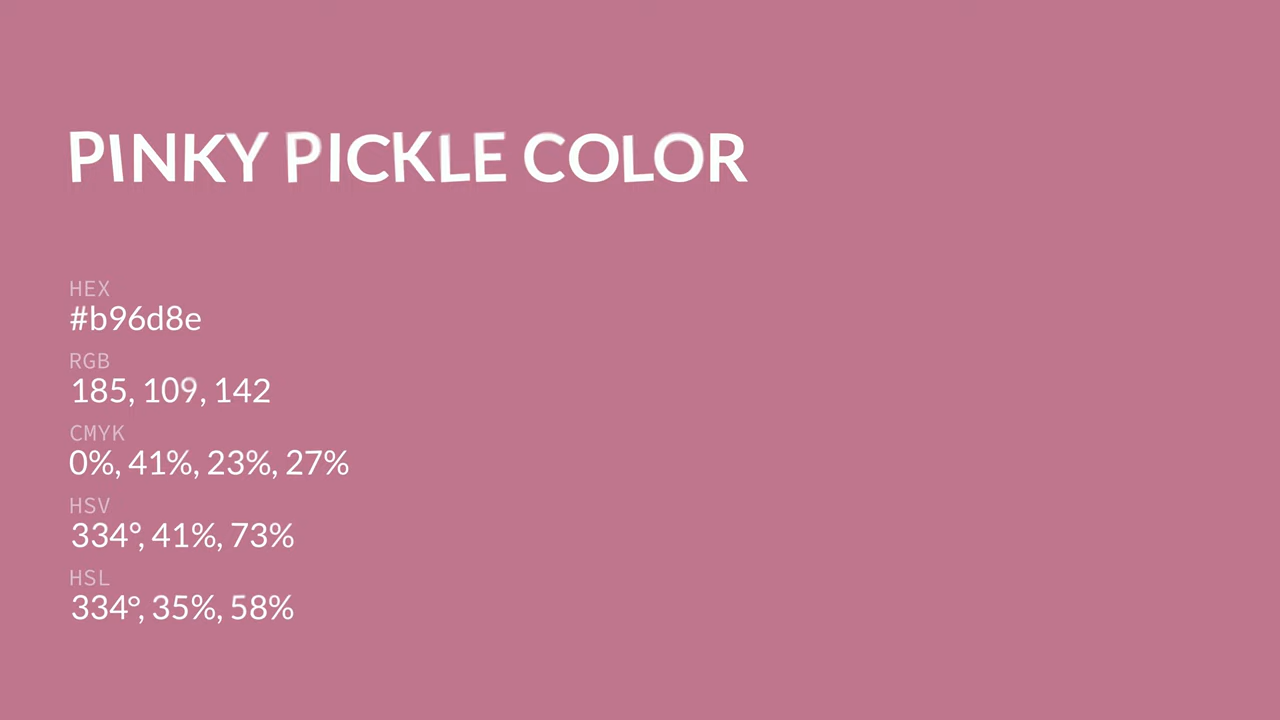 PINKY PICKLE COLOR
HEX
#b96d8e
RGB
185, 109, 142
CMYK
0%, 41%, 23%, 27%
HSV
334°, 41%, 73%
HSL
334°, 35%, 58%